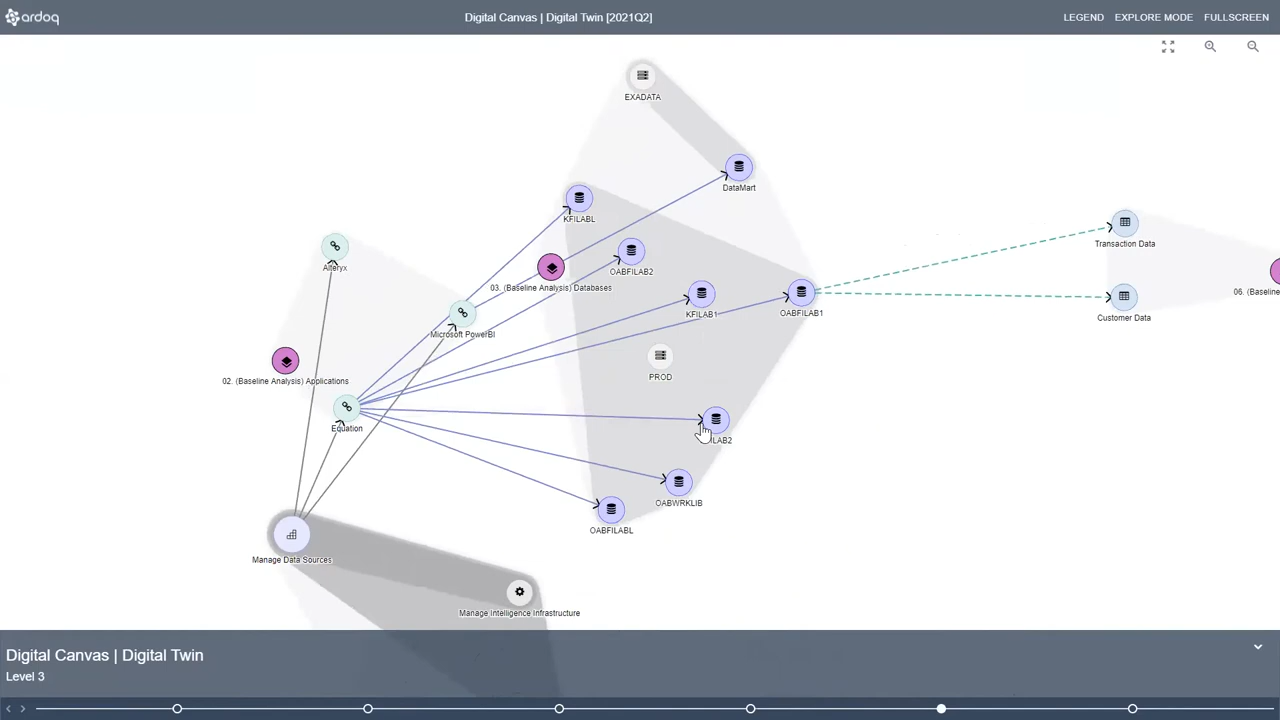 ardoq
Digital Canvas | Digital Twin [2021Q2]
LEGEND EXPLORE MODE FULLSCREEN
EXADATA
DataMart
KFILABL
Transaction Data
Alteryx
OABFILAB2
03. (Baseline Analysis) Databases
06. (Baseline
KFILAB1
OABFILAB1
Customer Data
Microsoft PowerBI
02. (Baseline Analysis) Applications
PROD
Equation
ILAB2
OABWRKLIB
OABFILABL
Manage Data Sources
Manage Intelligence Infrastructure
Digital Canvas | Digital Twin
Level 3